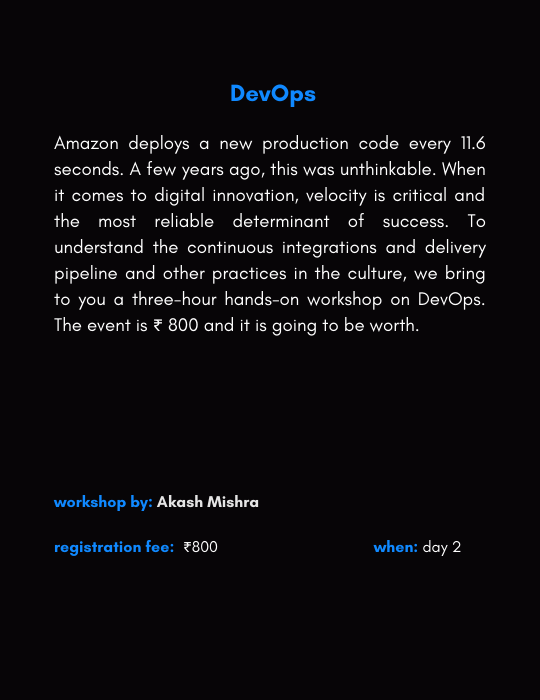 DevOps
Amazon deploys a new production code every 11.6
seconds. A few years ago, this was unthinkable. When
it comes to digital innovation, velocity is critical and
the most reliable determinant of success. To
understand the continuous integrations and delivery
pipeline and other practices in the culture, we bring
to you a three-hour hands-on workshop on DevOps.
The event is ₹ 800 and it is going to be worth.
workshop by: Akash Mishra
registration fee: ₹800 when: day 2